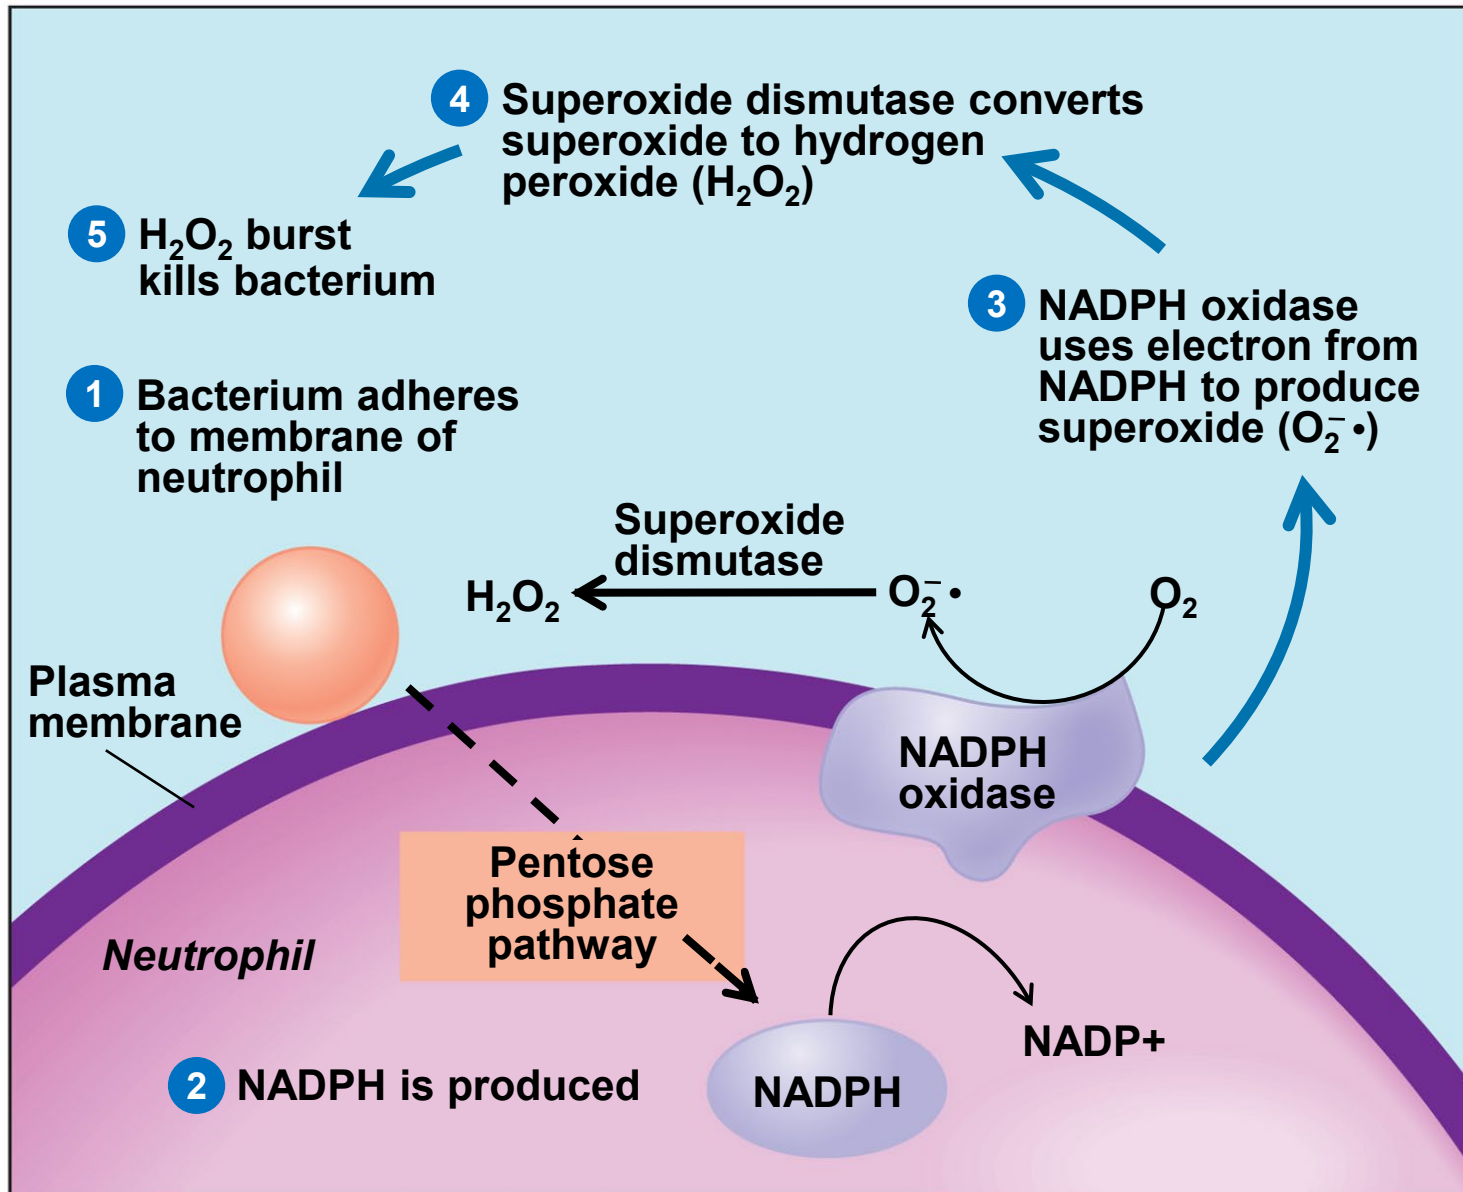 4 Superoxide dismutase converts
superoxide to hydrogen
peroxide (H₂O₂)
5 H₂O₂ burst
kills bacterium
3 NADPH oxidase
uses electron from
NADPH to produce
superoxide (O₂⁻•)
1 Bacterium adheres
to membrane of
neutrophil
Superoxide
dismutase
H₂O₂
O₂⁻•
O₂
Plasma
membrane
NADPH
oxidase
Pentose
phosphate
pathway
Neutrophil
NADP+
2 NADPH is produced
NADPH